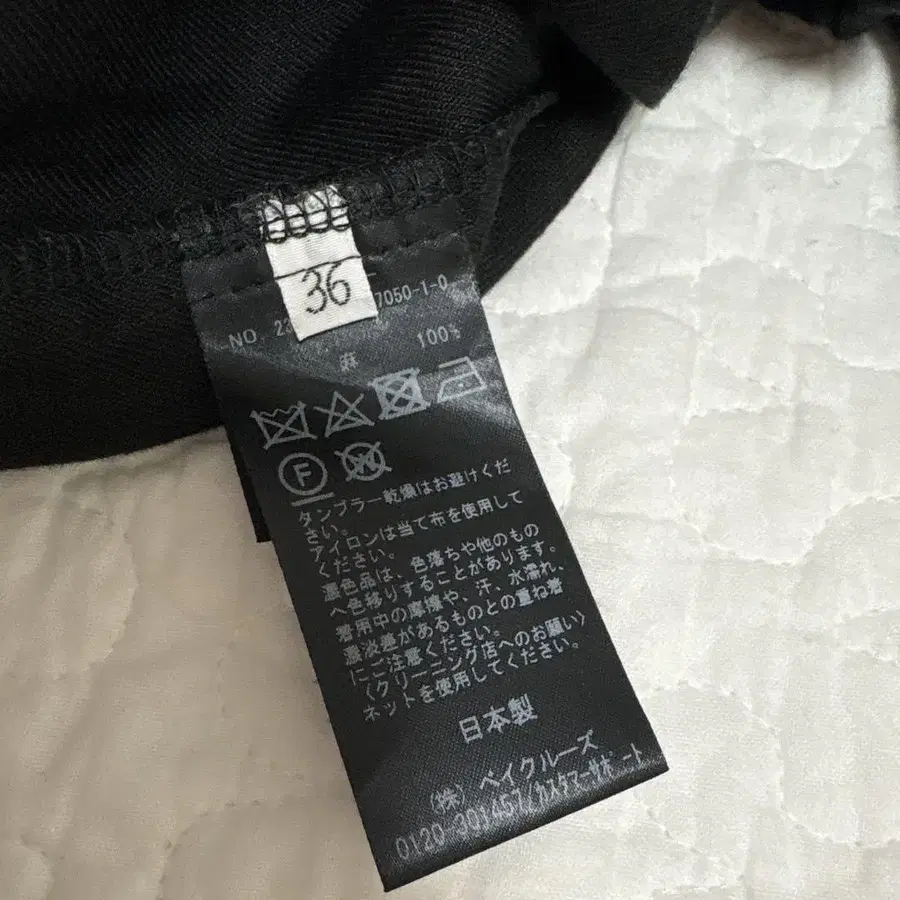 36
NO. 22 7050-1-0
麻 100%
F W
タンブラー乾燥はお避けくだ
さい。
アイロンは当て布を使用して
ください。
濃色品は、色落ちや他のもの
へ色移りすることがあります。
着用中の摩擦や、汗、水濡れ、
濃淡差があるものとの重ね着
にご注意ください。
〈クリーニング店へのお願い〉
ネットを使用してください。
日本製
(株) ベイクルーズ
0120-301457/カスタマーサポート